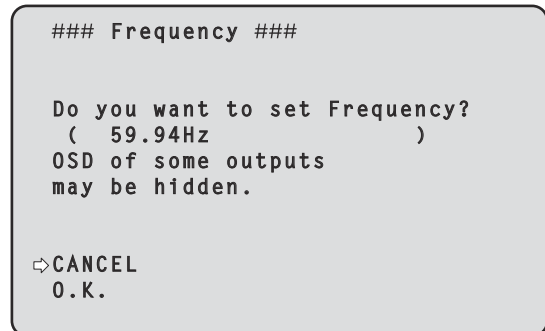 ### Frequency ###
Do you want to set Frequency?
( 59.94Hz )
OSD of some outputs
may be hidden.
⇨CANCEL
O.K.